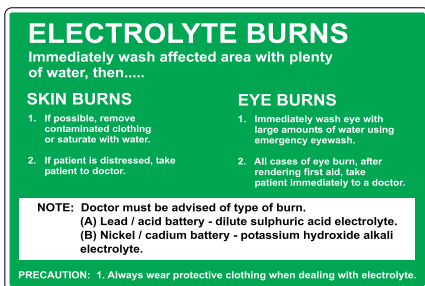 ELECTROLYTE BURNS
Immediately wash affected area with plenty
of water, then.....
SKIN BURNS
1. If possible, remove
contaminated clothing
or saturate with water.
2. If patient is distressed, take
patient to doctor.
EYE BURNS
1. Immediately wash eye with
large amounts of water using
emergency eyewash.
2. All cases of eye burn, after
rendering first aid, take
patient immediately to a doctor.
NOTE: Doctor must be advised of type of burn.
(A) Lead / acid battery - dilute sulphuric acid electrolyte.
(B) Nickel / cadium battery - potassium hydroxide alkali
electrolyte.
PRECAUTION: 1. Always wear protective clothing when dealing with electrolyte.